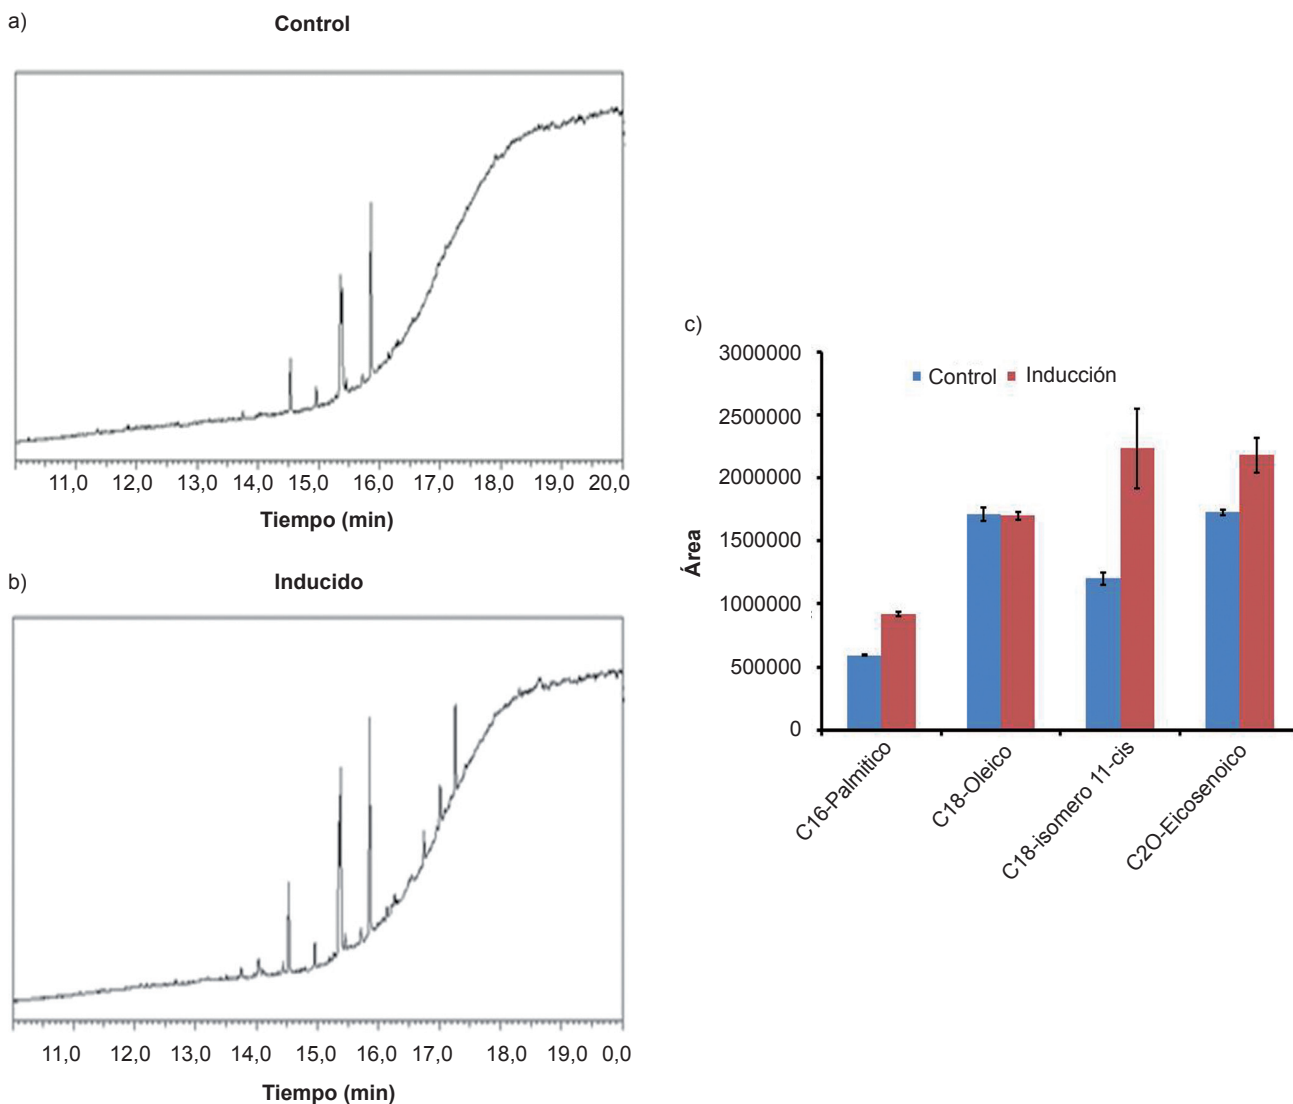 a)
Control
11,0 12,0 13,0 14,0 15,0 16,0 17,0 18,0 19,0 20,0
Tiempo (min)
b)
Inducido
11,0 12,0 13,0 14,0 15,0 16,0 17,0 18,0 19,0 0,0
Tiempo (min)
c)
Control Inducción
3000000
2500000
2000000
1500000
1000000
500000
0
Área
C16-Palmitico
C18-Oleico
C18-isomero 11-cis
C2O-Eicosenoico